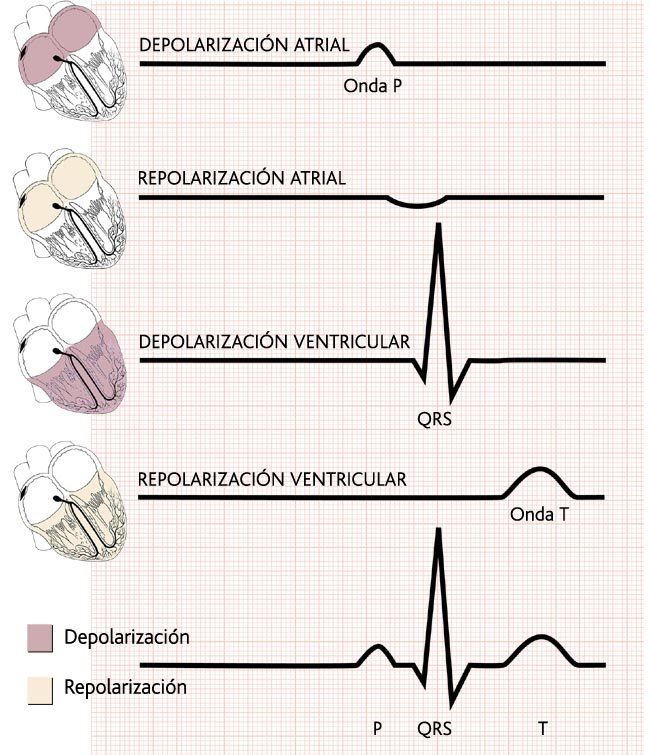 DEPOLARIZACIÓN ATRIAL
Onda P
REPOLARIZACIÓN ATRIAL
DEPOLARIZACIÓN VENTRICULAR
QRS
REPOLARIZACIÓN VENTRICULAR
Onda T
Depolarización
Repolarización
P QRS T